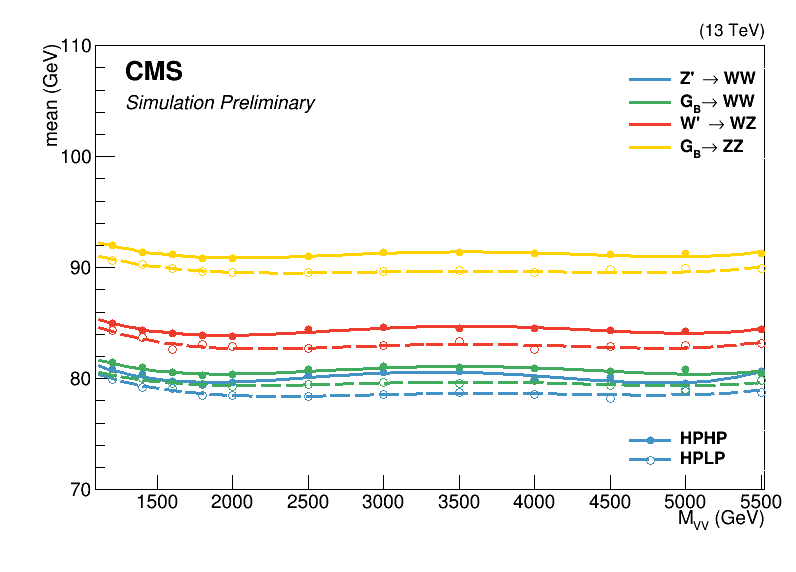 (13 TeV)
mean (GeV)
110
100
90
80
70
CMS
Simulation Preliminary
Z' → WW
G_B → WW
W' → WZ
G_B → ZZ
HPHP
HPLP
1500 2000 2500 3000 3500 4000 4500 5000 5500
M_VV (GeV)